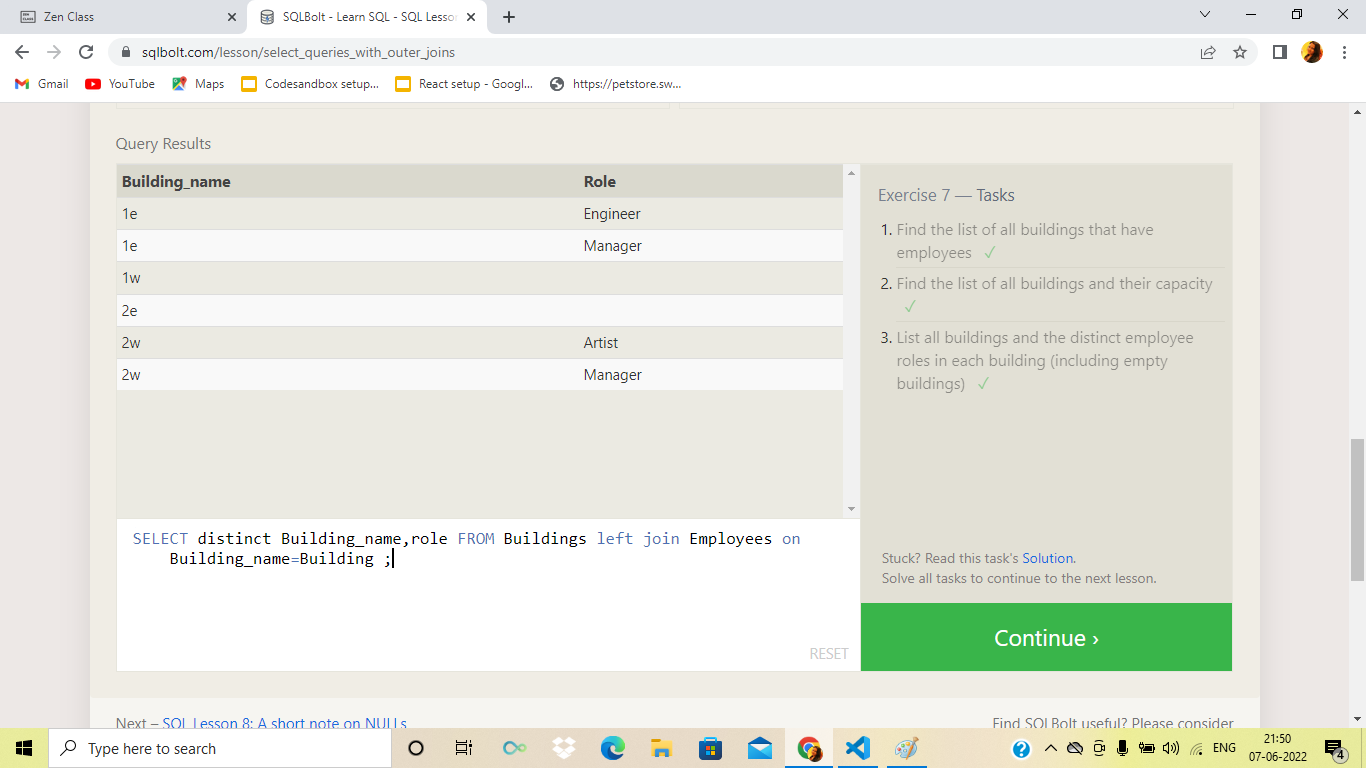 Zen Class
SQLBolt - Learn SQL - SQL Lesson
sqlbolt.com/lesson/select_queries_with_outer_joins
Gmail YouTube Maps Codesandbox setup... React setup - Googl... https://petstore.sw...
Query Results
Building_name Role
1e Engineer
1e Manager
1w
2e
2w Artist
2w Manager
SELECT distinct Building_name,role FROM Buildings left join Employees on
Building_name=Building ;
RESET
Exercise 7 — Tasks
1. Find the list of all buildings that have
employees ✓
2. Find the list of all buildings and their capacity
✓
3. List all buildings and the distinct employee
roles in each building (including empty
buildings) ✓
Stuck? Read this task's Solution.
Solve all tasks to continue to the next lesson.
Continue ›
Next – SQL Lesson 8: A short note on NULLs
Find SQLBolt useful? Please consider
Type here to search
ENG
21:50
07-06-2022
4